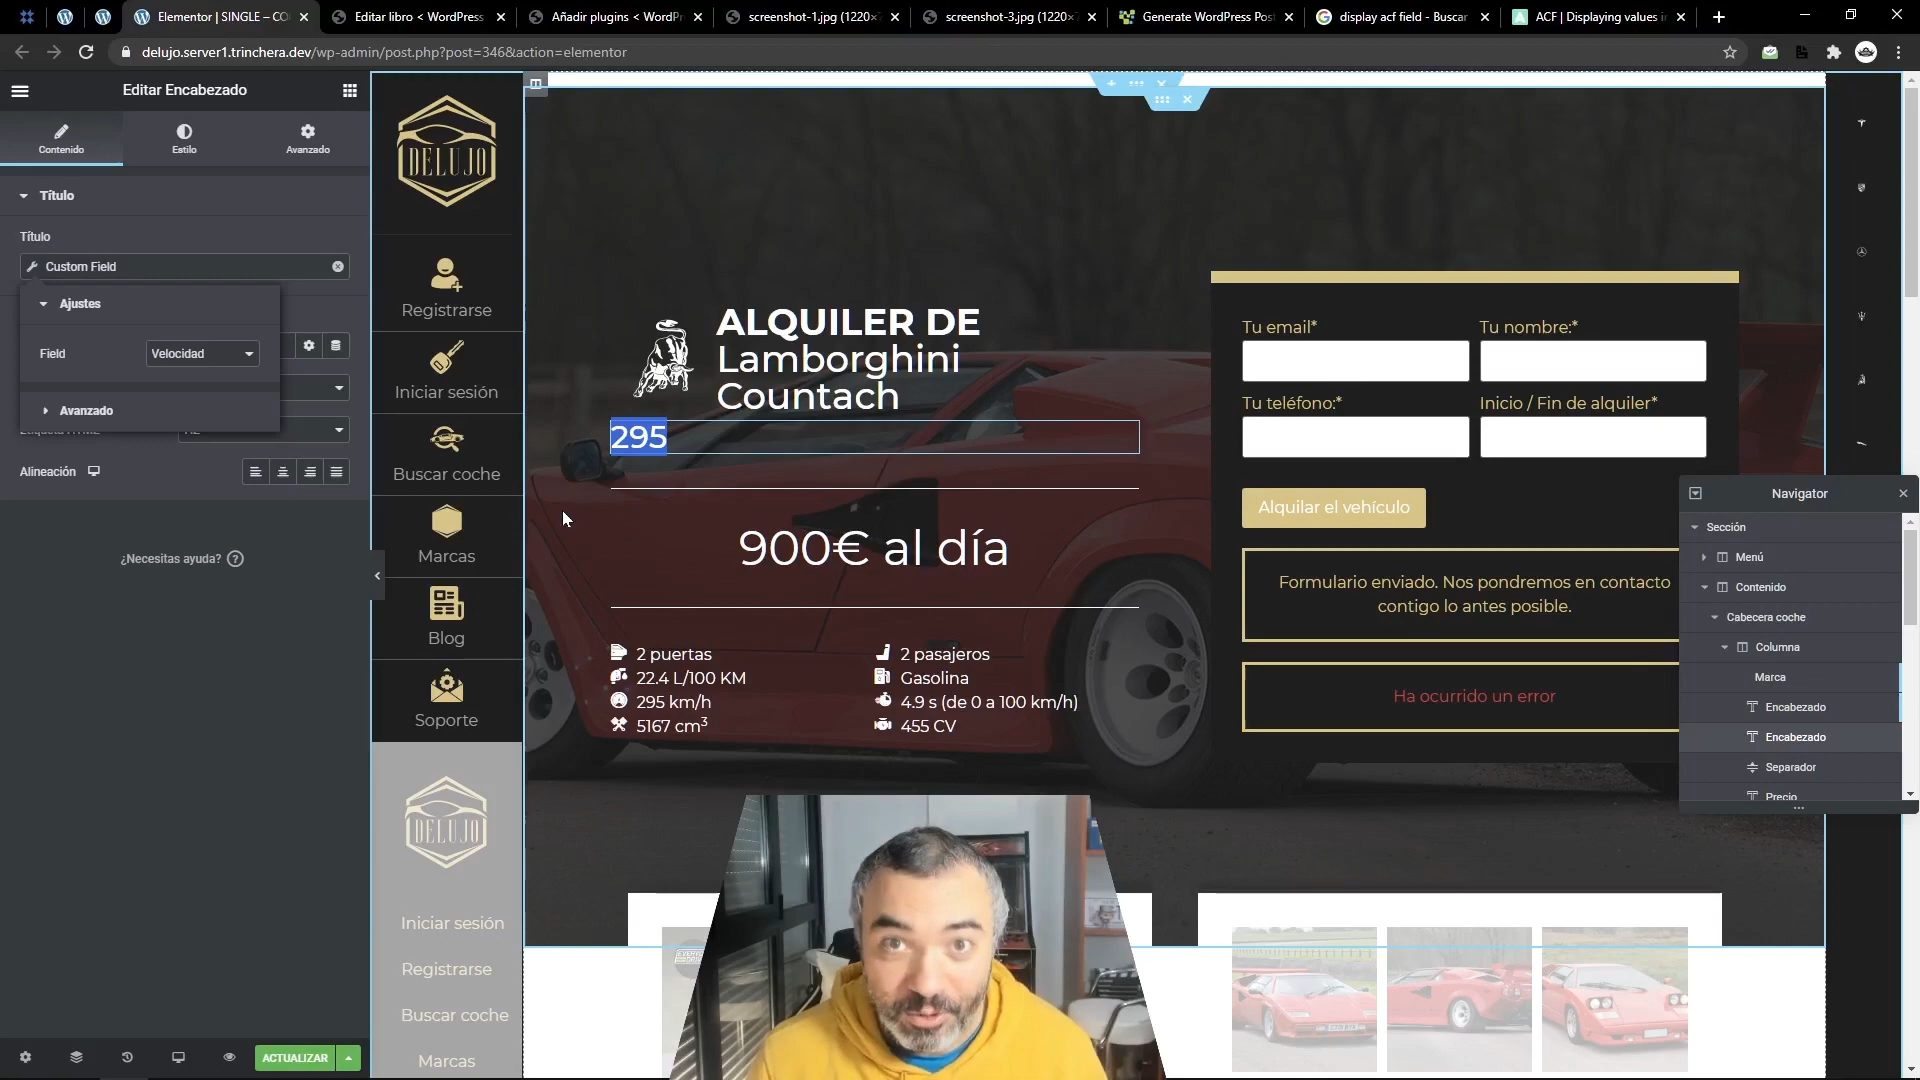 Elementor | SINGLE – CO
Editar libro < WordPress
Añadir plugins < WordPr
screenshot-1.jpg (1220×
screenshot-3.jpg (1220×7
Generate WordPress Post
display acf field - Buscar
ACF | Displaying values i
delujo.server1.trinchera.dev/wp-admin/post.php?post=346&action=elementor
Editar Encabezado
Contenido
Estilo
Avanzado
Título
Título
Custom Field
Ajustes
Field
Velocidad
Avanzado
Alineación
¿Necesitas ayuda?
ACTUALIZAR
DELUJO
Registrarse
Iniciar sesión
Buscar coche
Marcas
Blog
Soporte
DELUJO
Iniciar sesión
Registrarse
Buscar coche
Marcas
ALQUILER DE
Lamborghini
Countach
295
900€ al día
2 puertas
22.4 L/100 KM
295 km/h
5167 cm³
2 pasajeros
Gasolina
4.9 s (de 0 a 100 km/h)
455 CV
Tu email*
Tu nombre:*
Tu teléfono:*
Inicio / Fin de alquiler*
Alquilar el vehículo
Formulario enviado. Nos pondremos en contacto
contigo lo antes posible.
Ha ocurrido un error
Navigator
Sección
Menú
Contenido
Cabecera coche
Columna
Marca
Encabezado
Encabezado
Separador
Precio